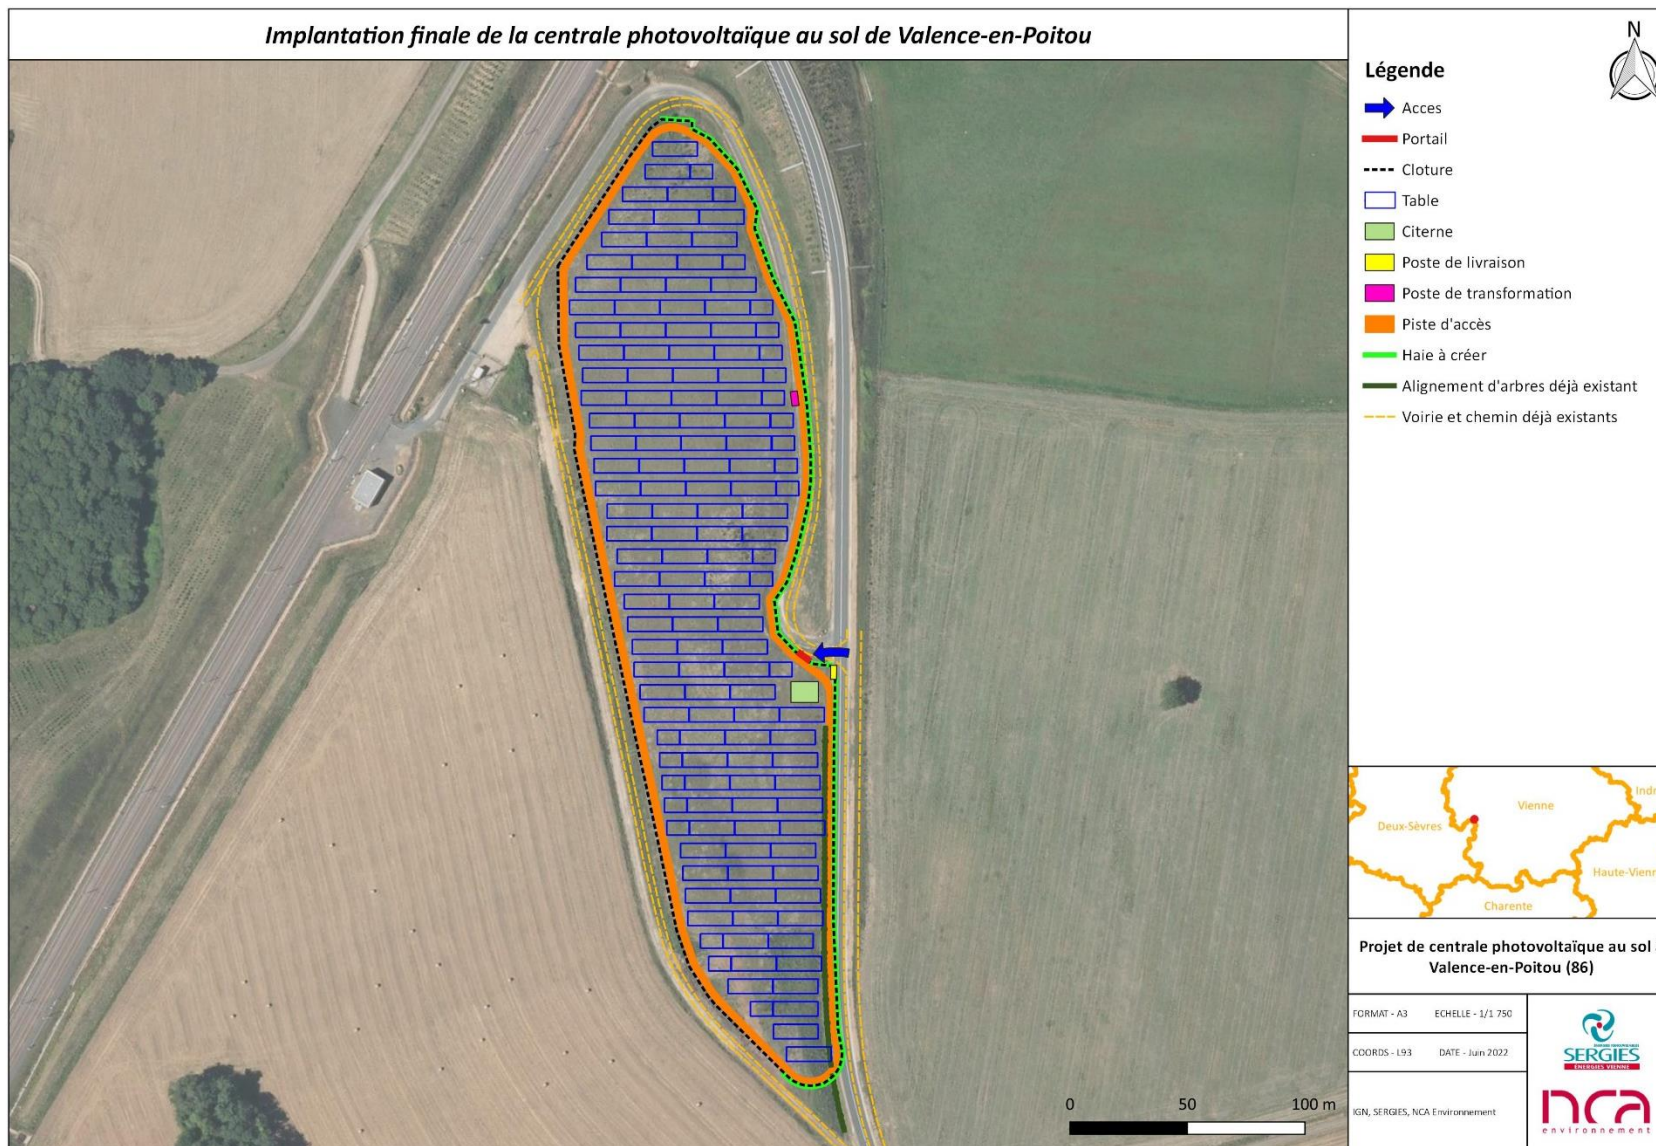 Implantation finale de la centrale photovoltaïque au sol de Valence-en-Poitou
N
Légende
Acces
Portail
Cloture
Table
Citerne
Poste de livraison
Poste de transformation
Piste d'accès
Haie à créer
Alignement d'arbres déjà existant
Voirie et chemin déjà existants
Vienne
Indr
Deux-Sèvres
Haute-Vienn
Charente
Projet de centrale photovoltaïque au sol
Valence-en-Poitou (86)
FORMAT - A3 ECHELLE - 1/1 750
COORDS - L93 DATE - Juin 2022
SERGIES
ÉNERGIES VIENNE
IGN, SERGIES, NCA Environnement
nca
environnement
0 50 100 m